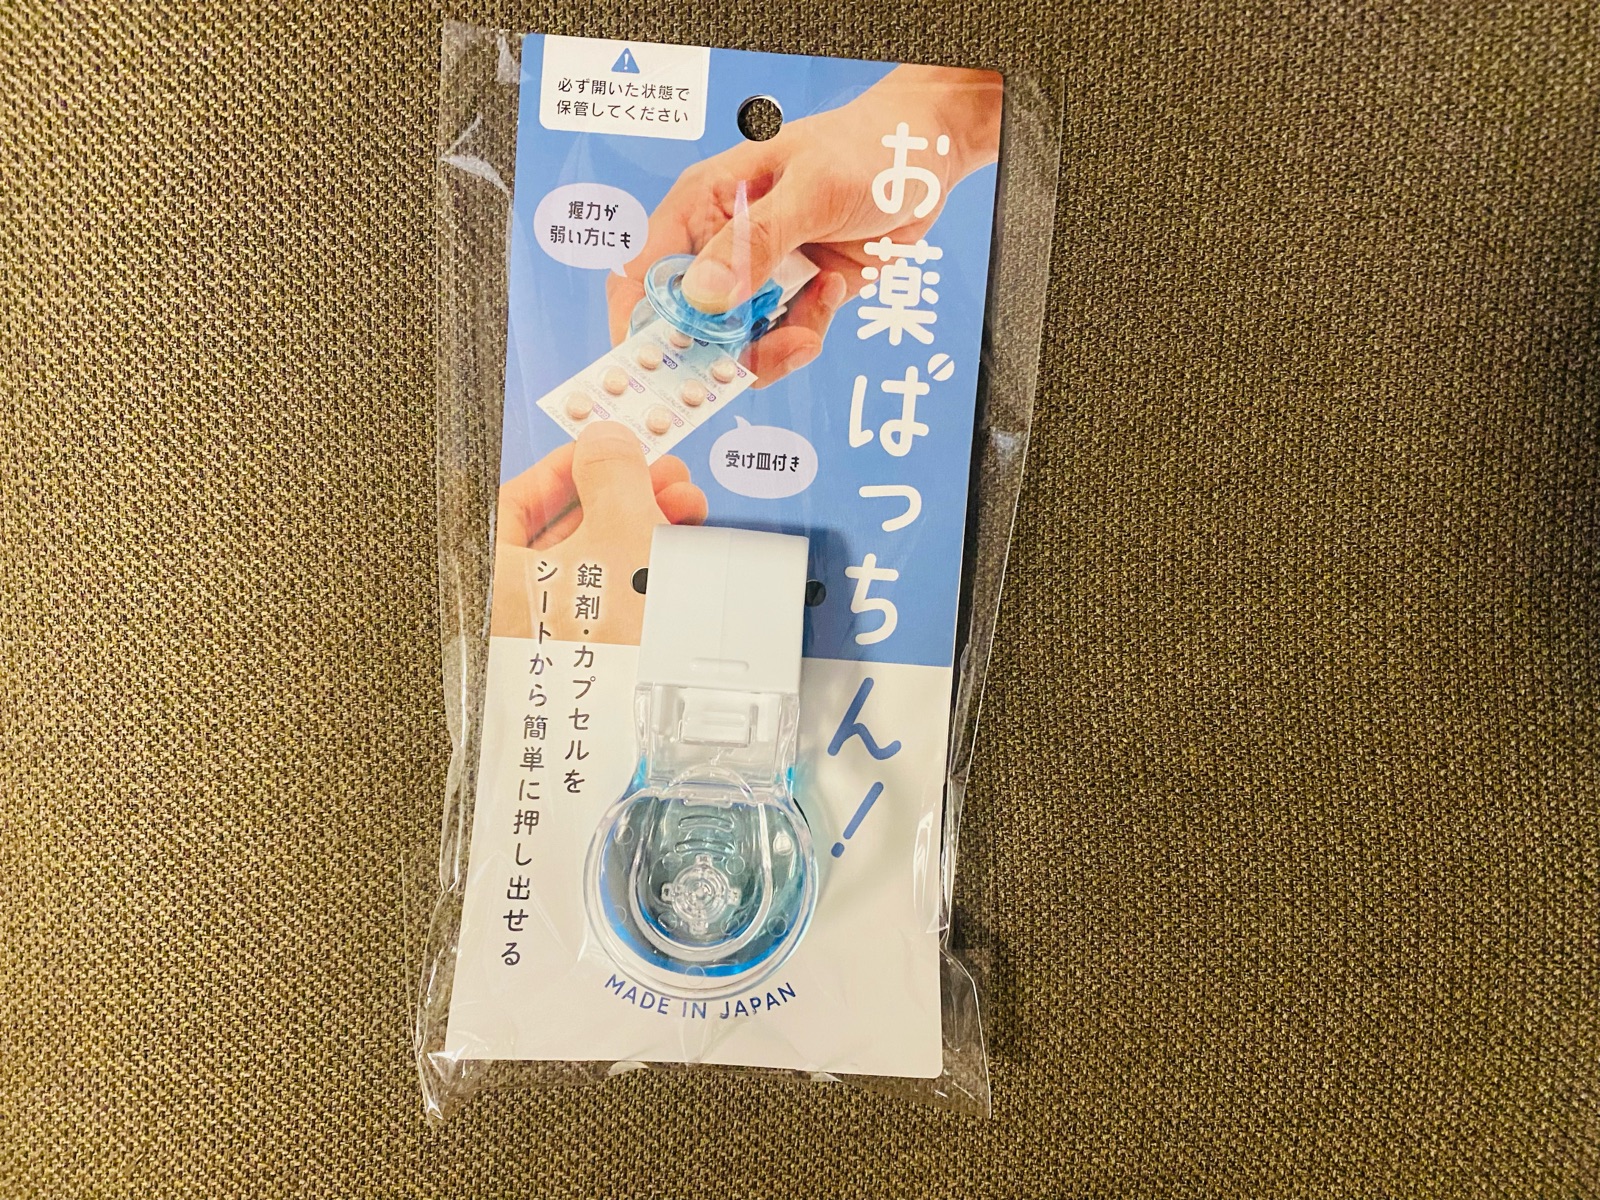 必ず開いた状態で
保管してください
お薬ぱっちん!
握力が
弱い方にも
受け皿付き
錠剤・カプセルを
シートから簡単に押し出せる
MADE IN JAPAN